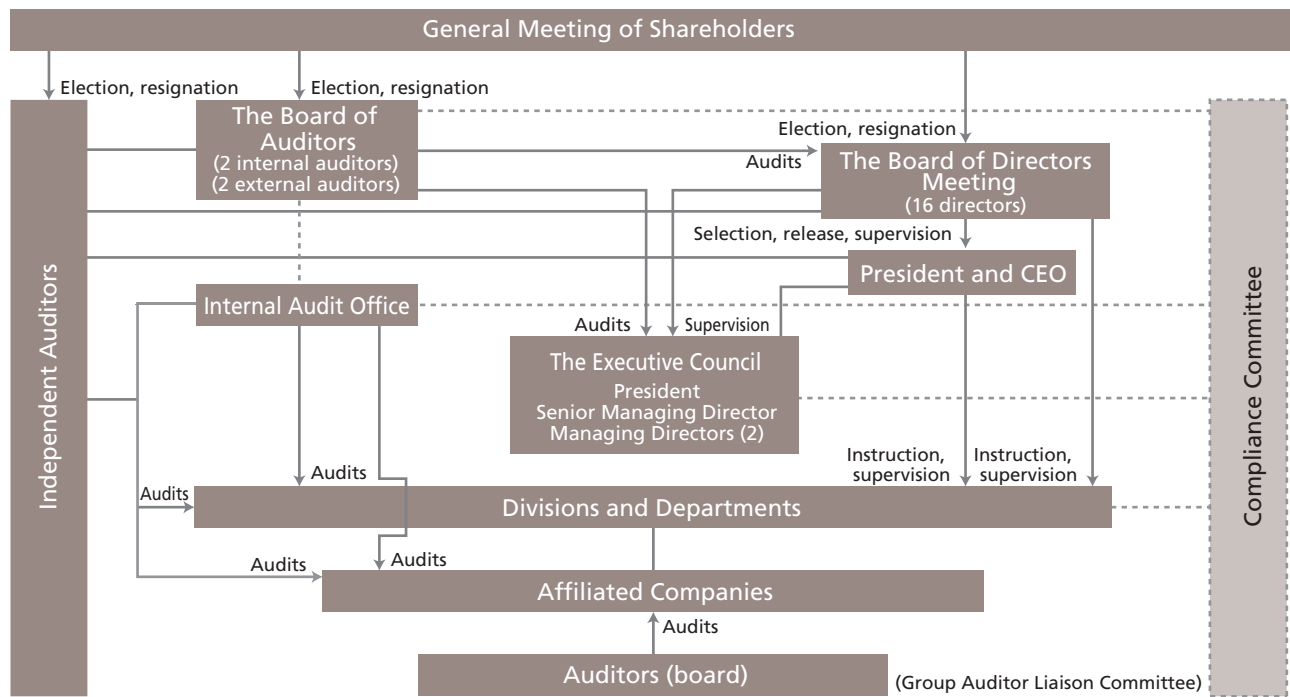 General Meeting of Shareholders
Election, resignation
Election, resignation
The Board of
Auditors
(2 internal auditors)
(2 external auditors)
Election, resignation
Audits
The Board of Directors
Meeting
(16 directors)
Selection, release, supervision
President and CEO
Internal Audit Office
Audits
Supervision
The Executive Council
President
Senior Managing Director
Managing Directors (2)
Independent Auditors
Compliance Committee
Instruction,
supervision
Instruction,
supervision
Audits
Audits
Divisions and Departments
Audits
Audits
Affiliated Companies
Audits
Auditors (board)
(Group Auditor Liaison Committee)